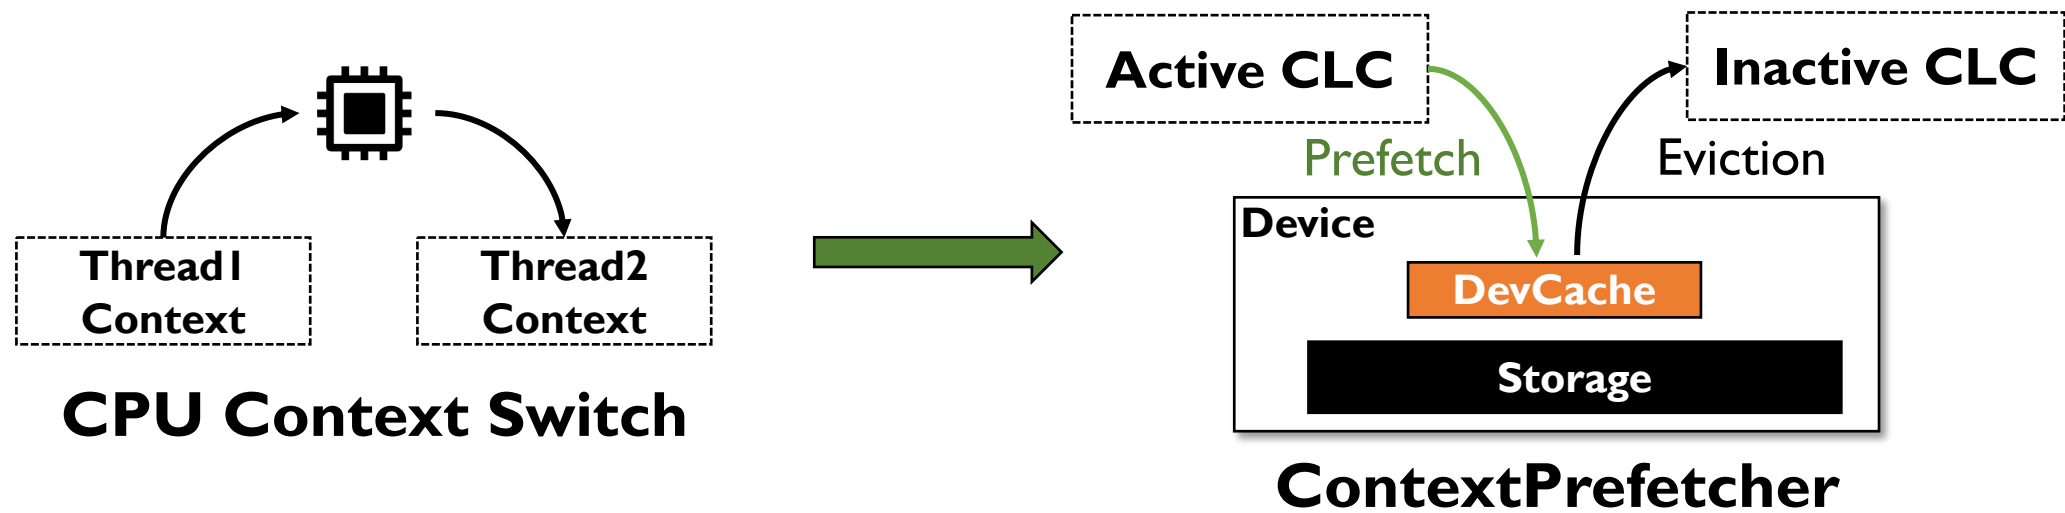 Thread1
Context
Thread2
Context
CPU Context Switch
Active CLC
Inactive CLC
Prefetch
Eviction
Device
DevCache
Storage
ContextPrefetcher